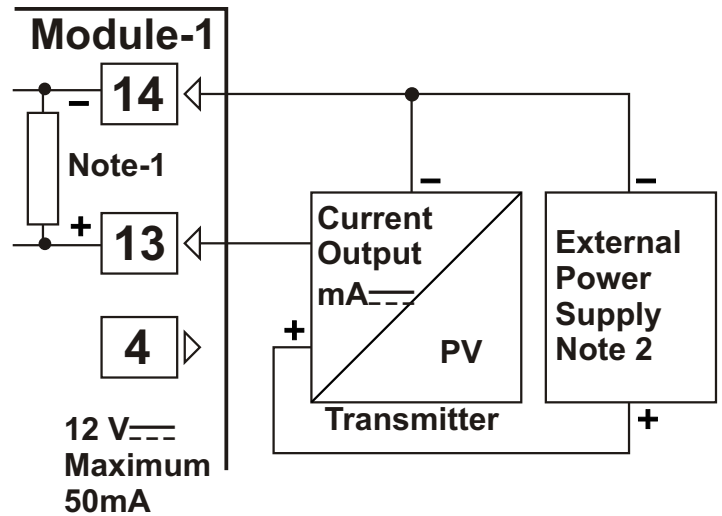 Module-1
− 14
Note-1
+ 13
4
12 V
Maximum
50mA
−
Current
Output
mA
+
PV
Transmitter
−
External
Power
Supply
Note 2
+